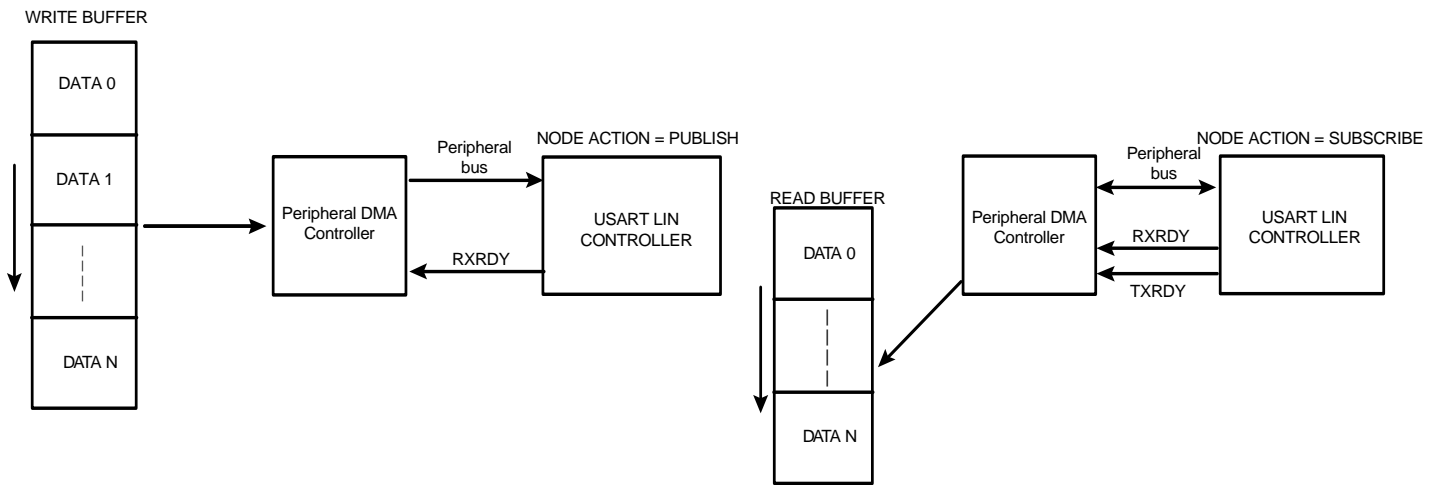 WRITE BUFFER
DATA 0
DATA 1
DATA N
Peripheral DMA
Controller
Peripheral
bus
RXRDY
NODE ACTION = PUBLISH
USART LIN
CONTROLLER
READ BUFFER
DATA 0
DATA N
Peripheral DMA
Controller
Peripheral
bus
RXRDY
TXRDY
NODE ACTION = SUBSCRIBE
USART LIN
CONTROLLER